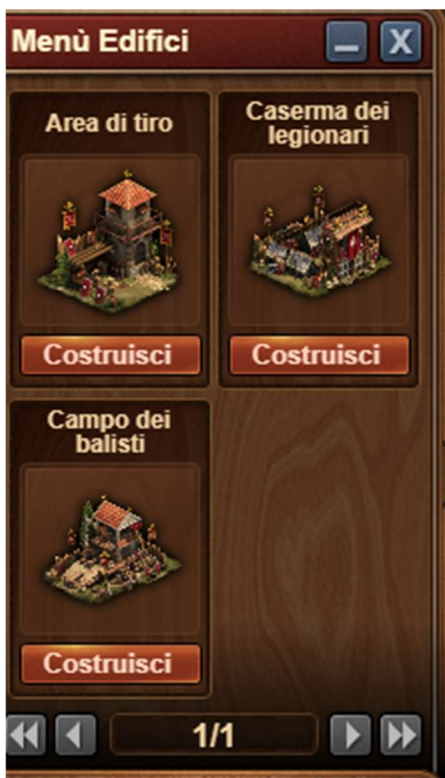 Menù Edifici
X
Area di tiro
Caserma dei
legionari
Costruisci
Costruisci
Campo dei
balisti
Costruisci
1/1